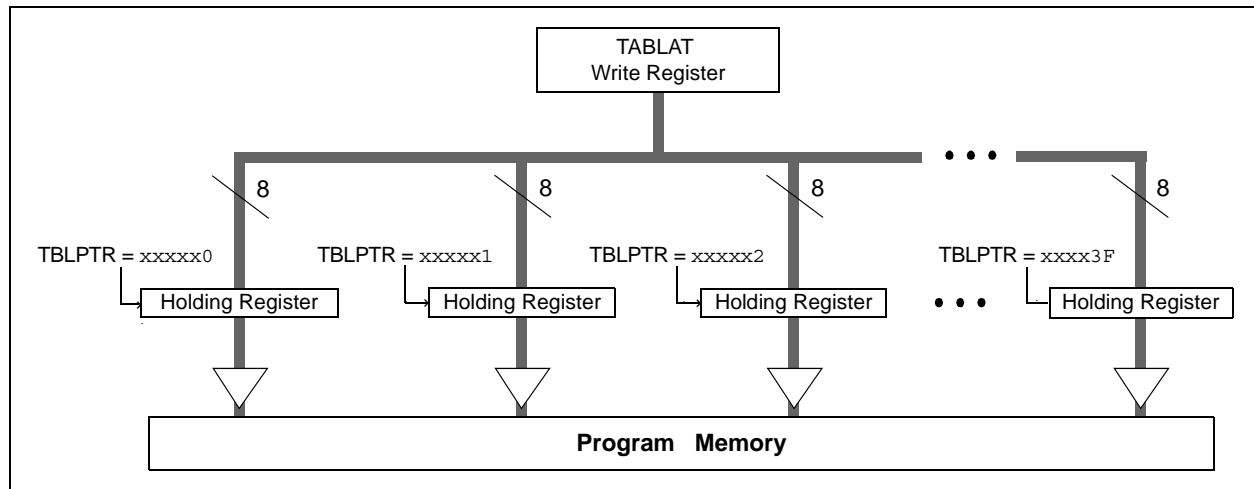 TABLAT
Write Register
8
8
8
8
TBLPTR = xxxxx0
TBLPTR = xxxxx1
TBLPTR = xxxxx2
TBLPTR = xxxx3F
Holding Register
Holding Register
Holding Register
Holding Register
Program Memory